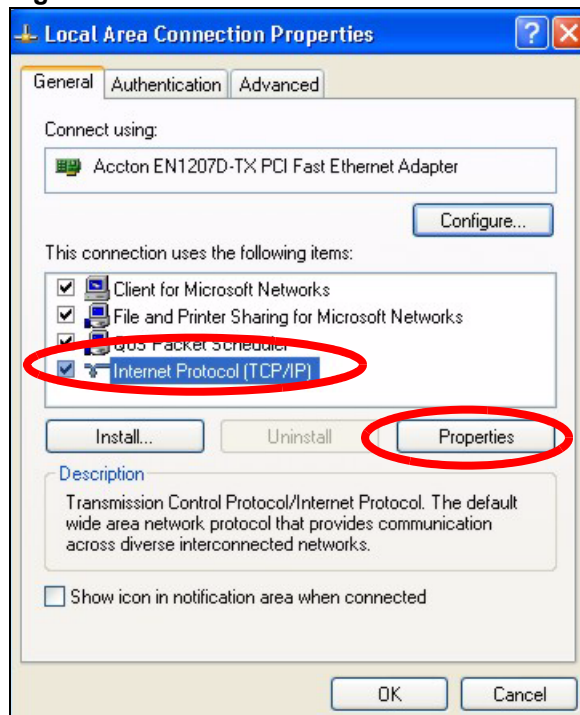 Local Area Connection Properties
General Authentication Advanced
Connect using:
Accton EN1207D-TX PCI Fast Ethernet Adapter
Configure...
This connection uses the following items:
Client for Microsoft Networks
File and Printer Sharing for Microsoft Networks
QoS Packet Scheduler
Internet Protocol (TCP/IP)
Install... Uninstall Properties
Description
Transmission Control Protocol/Internet Protocol. The default
wide area network protocol that provides communication
across diverse interconnected networks.
Show icon in notification area when connected
OK Cancel